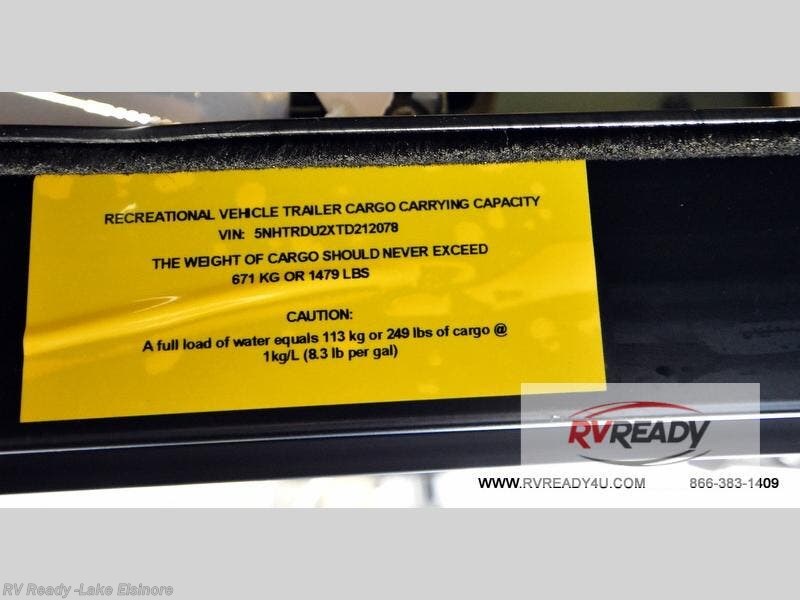 RECREATIONAL VEHICLE TRAILER CARGO CARRYING CAPACITY
VIN: 5NHTRDU2XTD212078
THE WEIGHT OF CARGO SHOULD NEVER EXCEED
671 KG OR 1479 LBS
CAUTION:
A full load of water equals 113 kg or 249 lbs of cargo @
1kg/L (8.3 lb per gal)
RVREADY
WWW.RVREADY4U.COM 866-383-1409
RV Ready -Lake Elsinore